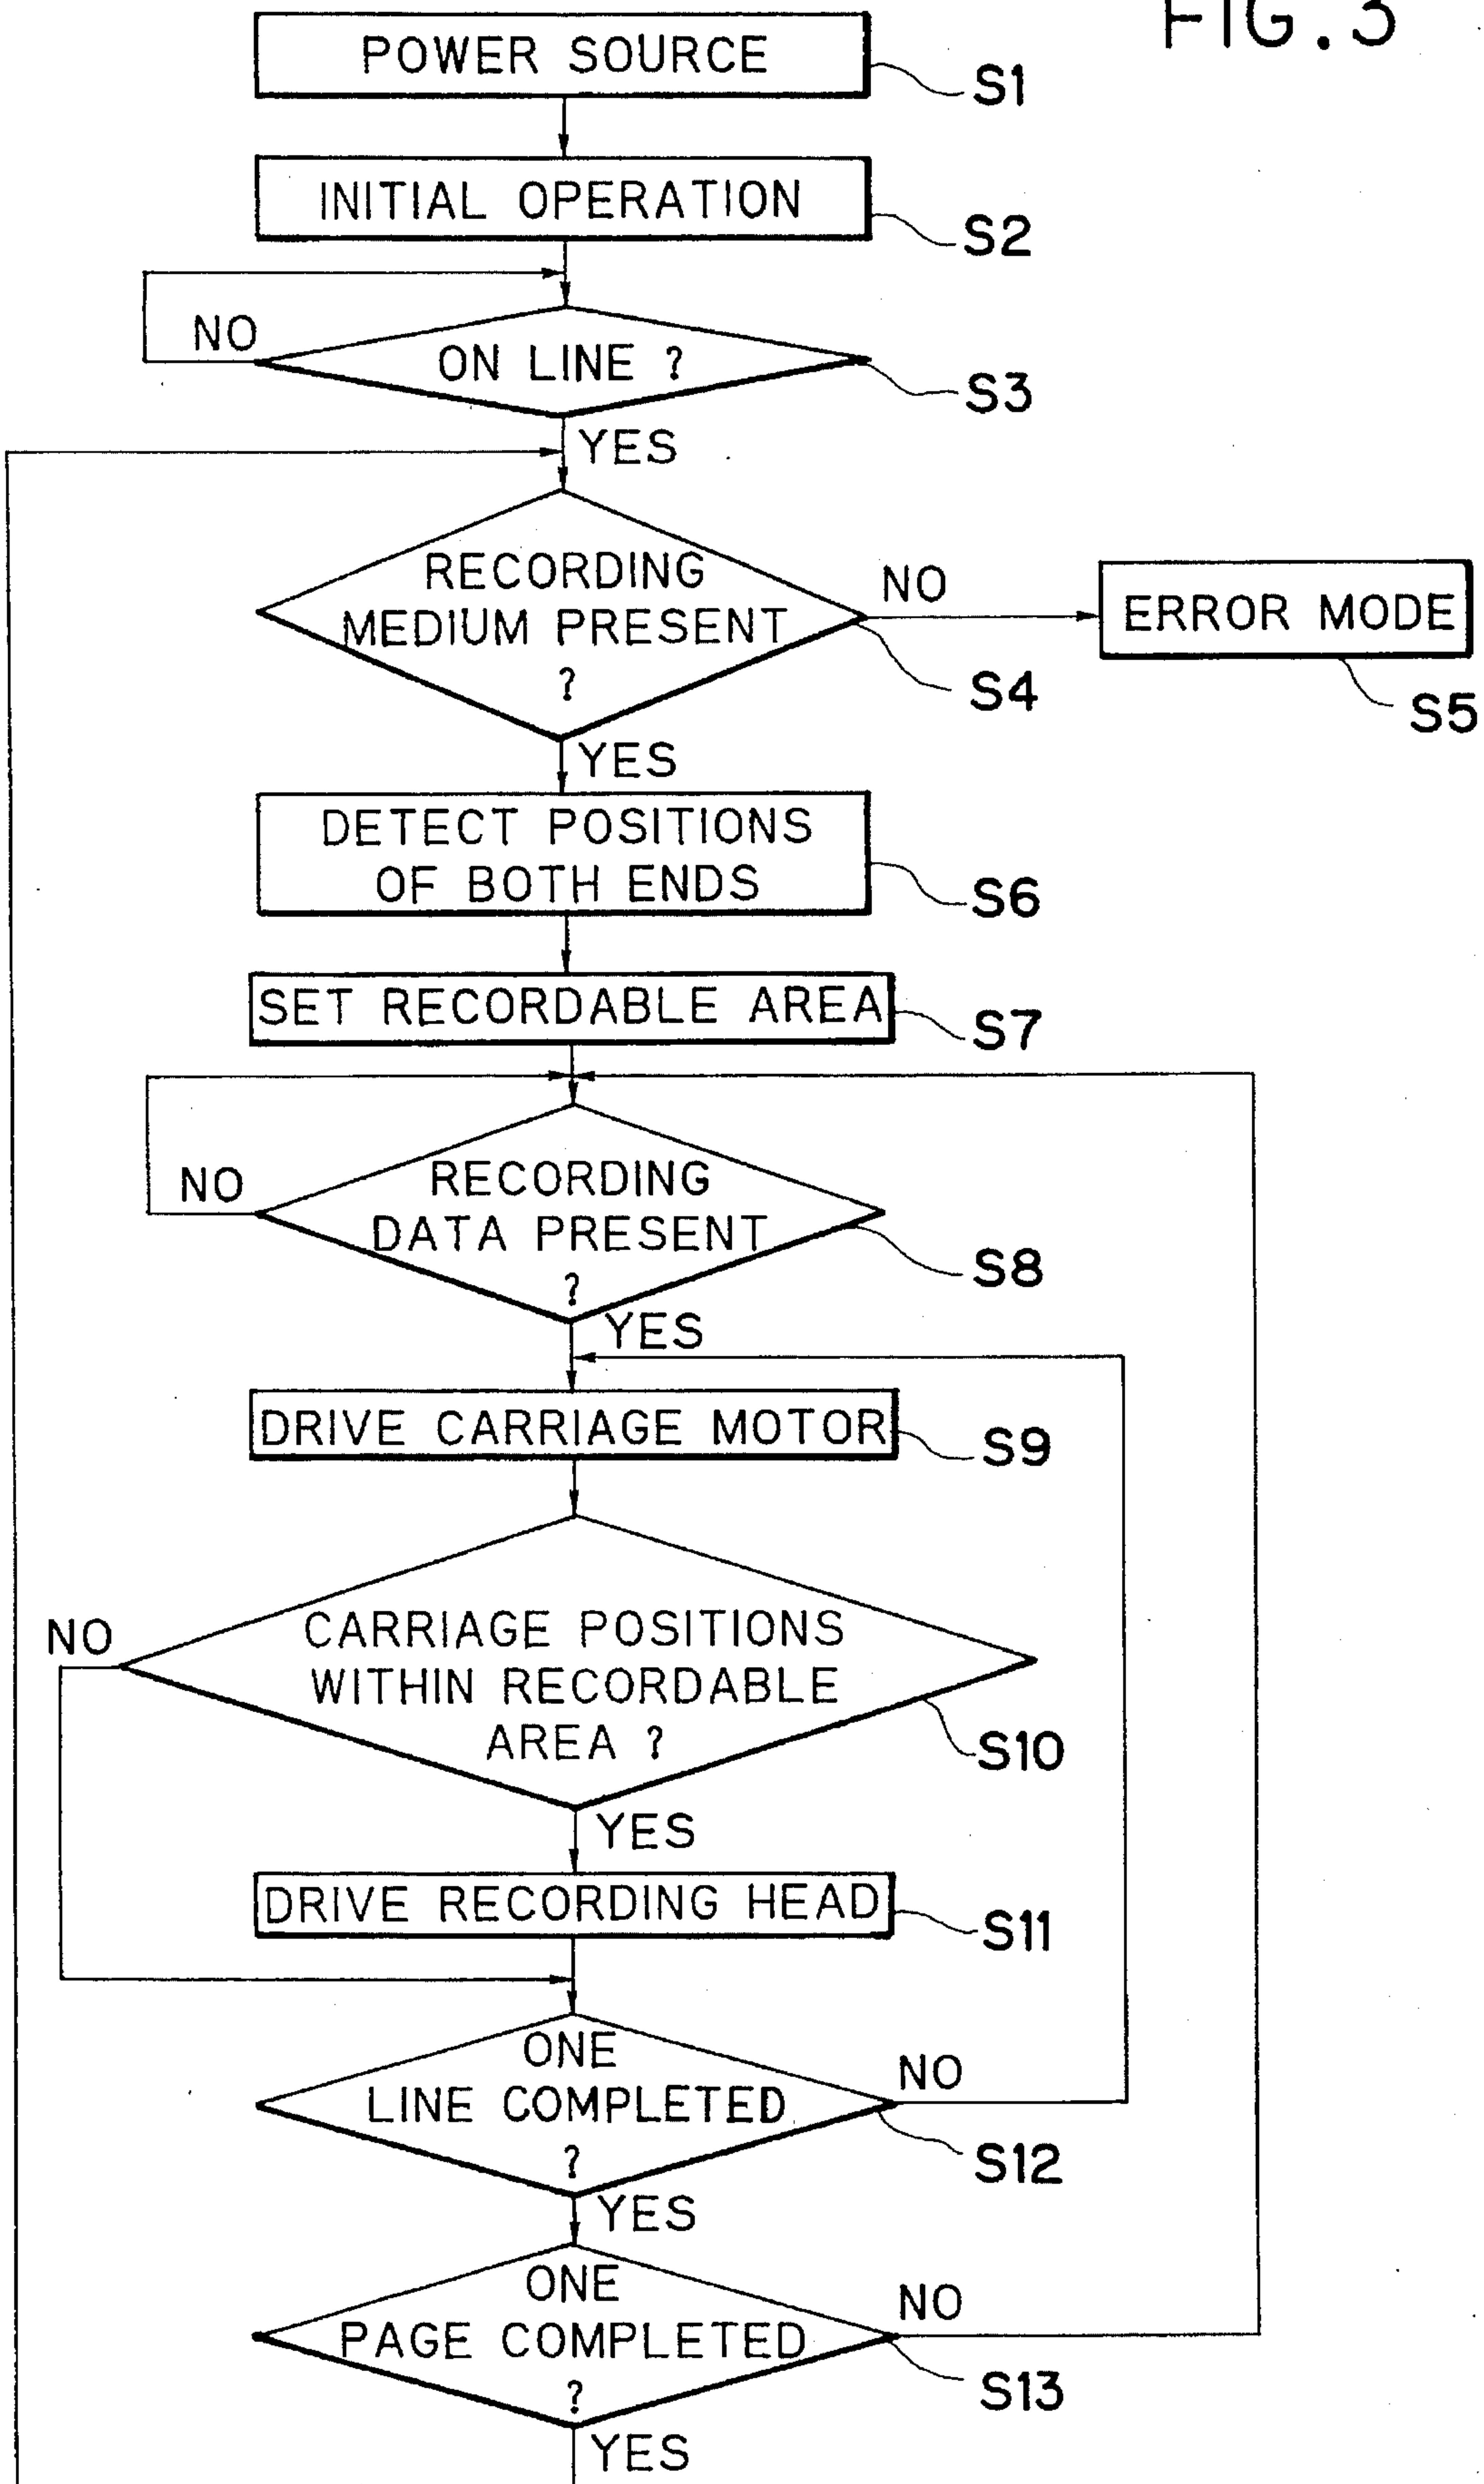 FIG.3
POWER SOURCE
S1
INITIAL OPERATION
S2
NO
ON LINE ?
S3
YES
RECORDING
MEDIUM PRESENT
?
NO
S4
ERROR MODE
S5
YES
DETECT POSITIONS
OF BOTH ENDS
S6
SET RECORDABLE AREA
S7
NO
RECORDING
DATA PRESENT
?
S8
YES
DRIVE CARRIAGE MOTOR
S9
NO
CARRIAGE POSITIONS
WITHIN RECORDABLE
AREA ?
S10
YES
DRIVE RECORDING HEAD
S11
ONE
LINE COMPLETED
?
NO
S12
YES
ONE
PAGE COMPLETED
?
NO
S13
YES